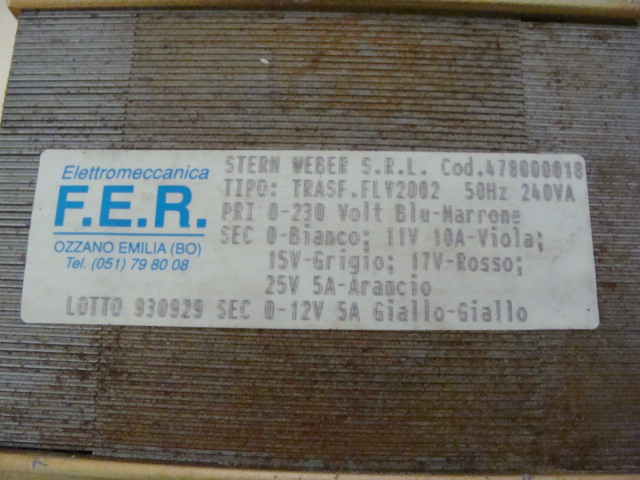 Elettromeccanica
F.E.R.
OZZANO EMILIA (BO)
Tel. (051) 79 80 08
STERN WEBER S.R.L. Cod.478000018
TIPO: TRASF.FLY2002 50Hz 240VA
PRI 0-230 Volt Blu-Marrone
SEC 0-Bianco; 11V 10A-Viola;
15V-Grigio; 17V-Rosso;
25V 5A-Arancio
LOTTO 930929 SEC 0-12V 5A Giallo-Giallo